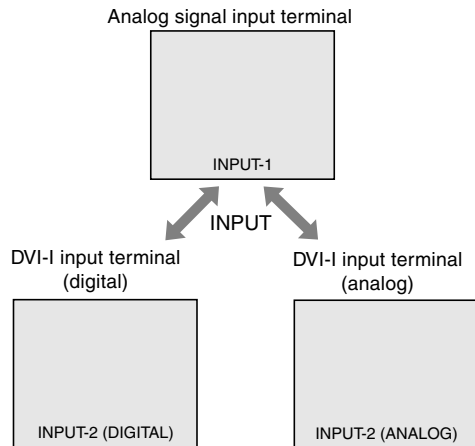 Analog signal input terminal
INPUT-1
INPUT
DVI-I input terminal
(digital)
DVI-I input terminal
(analog)
INPUT-2 (DIGITAL)
INPUT-2 (ANALOG)